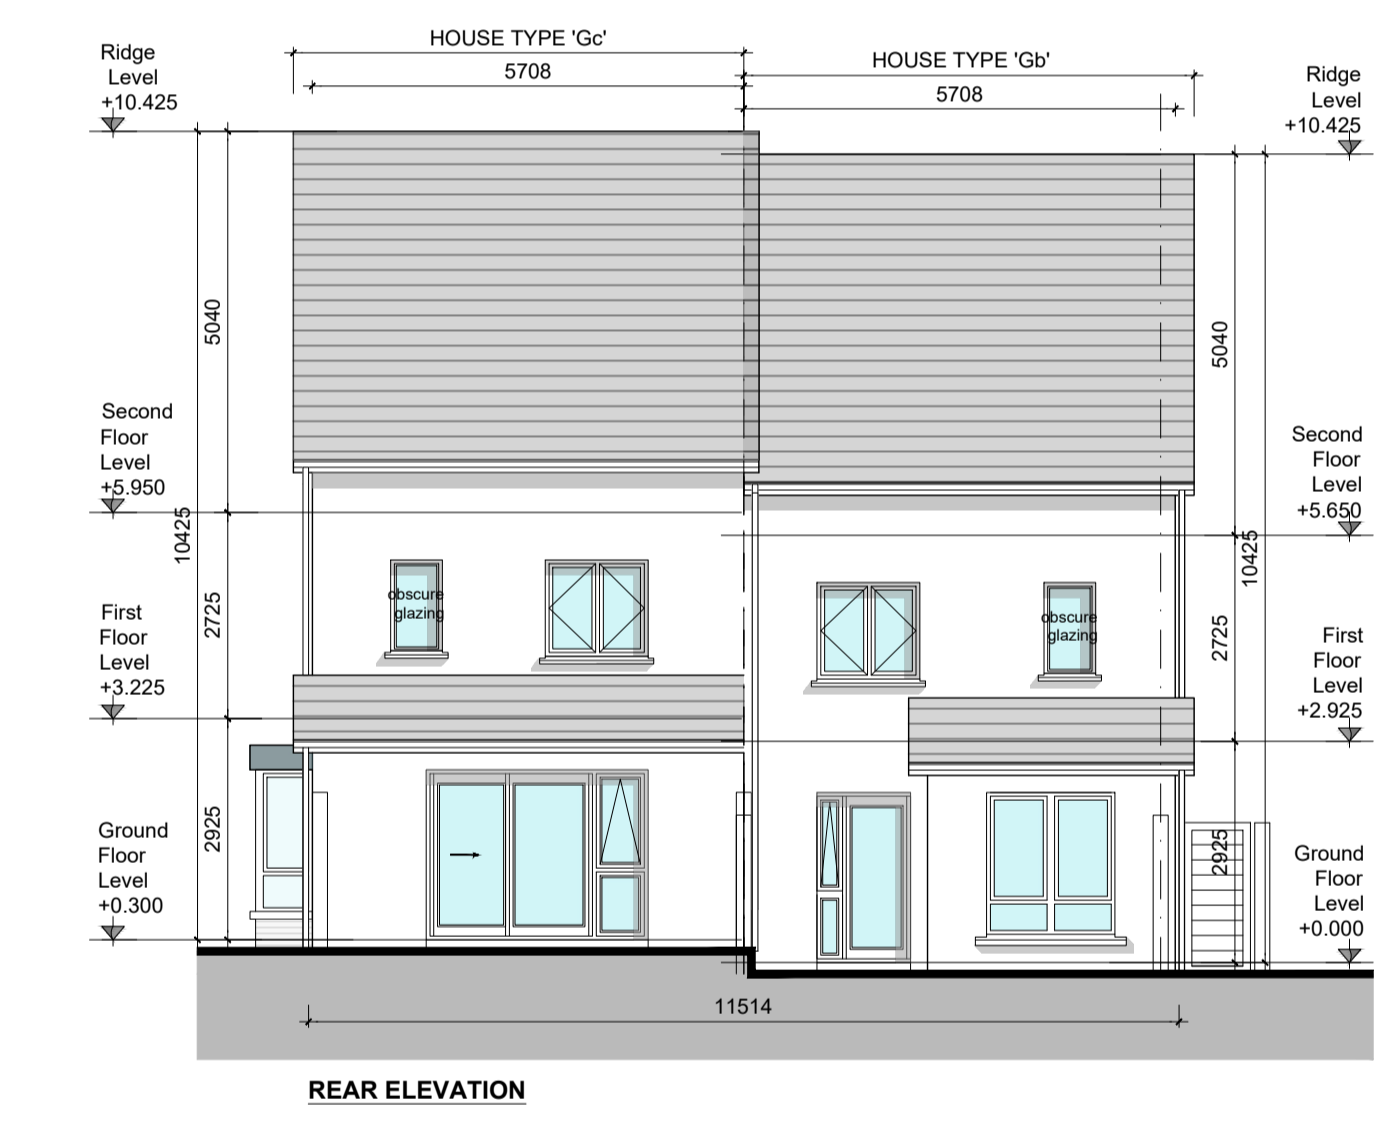 HOUSE TYPE 'Gc'
5708
HOUSE TYPE 'Gb'
5708
Ridge
Level
+10.425
Ridge
Level
+10.425
5040
5040
Second
Floor
Level
+5.950
Second
Floor
Level
+5.650
10425
10425
obscure
glazing
obscure
glazing
2725
2725
First
Floor
Level
+3.225
First
Floor
Level
+2.925
2925
2925
Ground
Floor
Level
+0.300
Ground
Floor
Level
+0.000
11514
REAR ELEVATION